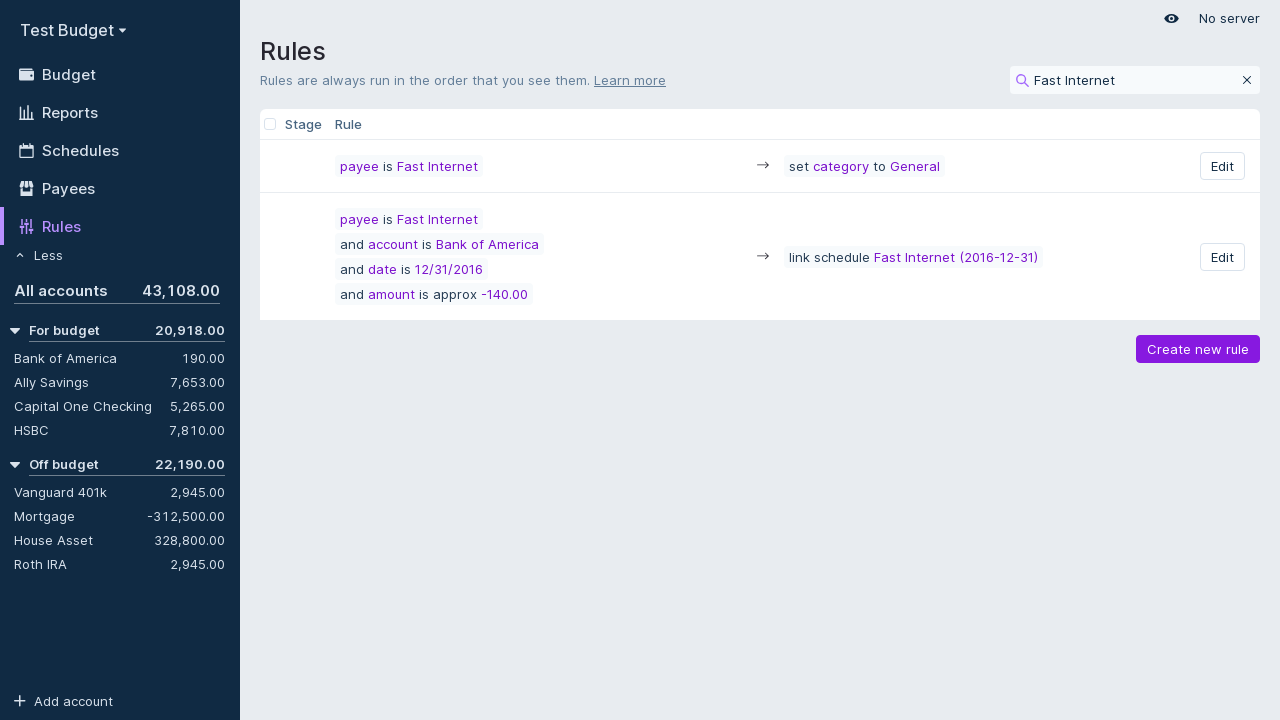 Test Budget
Budget
Reports
Schedules
Payees
Rules
Less
All accounts 43,108.00
For budget 20,918.00
Bank of America 190.00
Ally Savings 7,653.00
Capital One Checking 5,265.00
HSBC 7,810.00
Off budget 22,190.00
Vanguard 401k 2,945.00
Mortgage -312,500.00
House Asset 328,800.00
Roth IRA 2,945.00
Add account
No server
Rules
Rules are always run in the order that you see them. Learn more
Fast Internet
Stage Rule
payee is Fast Internet → set category to General Edit
payee is Fast Internet
and account is Bank of America
and date is 12/31/2016
and amount is approx -140.00
→ link schedule Fast Internet (2016-12-31) Edit
Create new rule